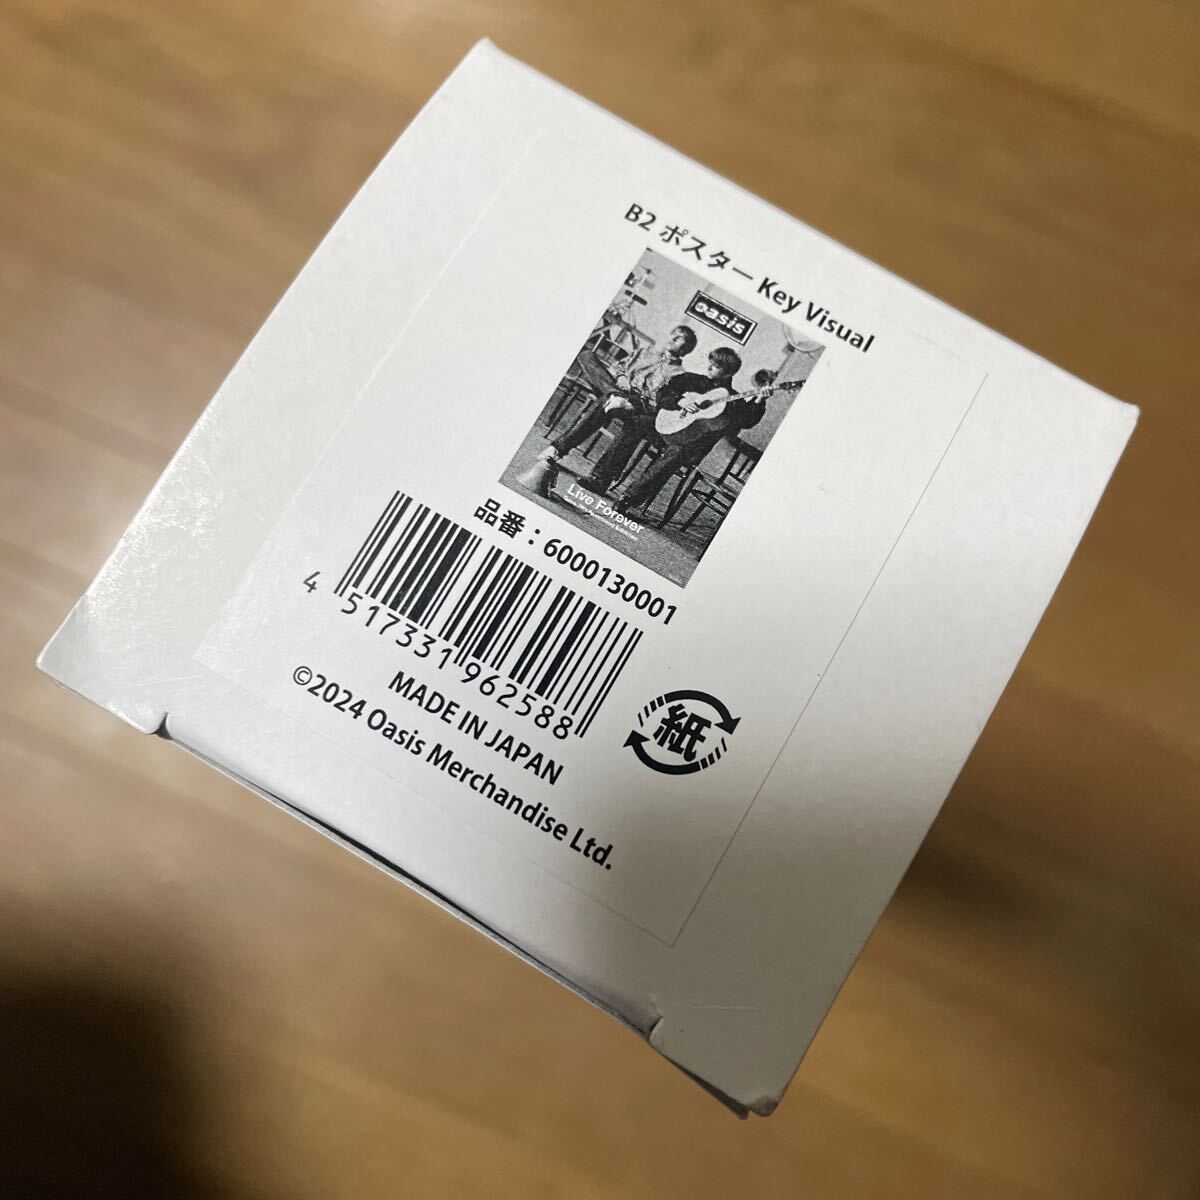 B2 ポスター Key Visual
oasis
Live Forever
品番：6000130001
4 517331 962588
MADE IN JAPAN
©2024 Oasis Merchandise Ltd.
紙